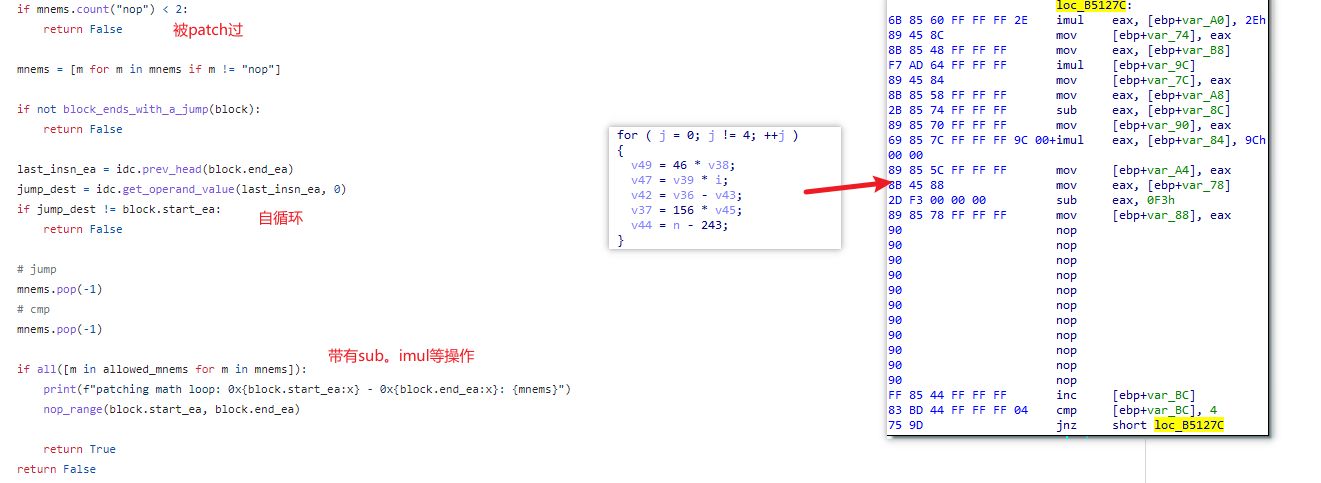 if mnems.count("nop") < 2:
    return False
被patch过
mnems = [m for m in mnems if m != "nop"]
if not block_ends_with_a_jump(block):
    return False
last_insn_ea = idc.prev_head(block.end_ea)
jump_dest = idc.get_operand_value(last_insn_ea, 0)
if jump_dest != block.start_ea:
    return False
自循环
# jump
mnems.pop(-1)
# cmp
mnems.pop(-1)
带有sub。imul等操作
if all([m in allowed_mnems for m in mnems]):
    print(f"patching math loop: 0x{block.start_ea:x} - 0x{block.end_ea:x}: {mnems}")
    nop_range(block.start_ea, block.end_ea)
    return True
return False
for ( j = 0; j != 4; ++j )
{
  v49 = 46 * v38;
  v47 = v39 * i;
  v42 = v36 - v43;
  v37 = 156 * v45;
  v44 = n - 243;
}
loc_B5127C:
6B 85 60 FF FF FF 2E imul eax, [ebp+var_A0], 2Eh
89 45 8C mov [ebp+var_74], eax
8B 85 48 FF FF FF mov eax, [ebp+var_B8]
F7 AD 64 FF FF FF imul [ebp+var_9C]
89 45 84 mov [ebp+var_7C], eax
8B 85 58 FF FF FF mov eax, [ebp+var_A8]
2B 85 74 FF FF FF sub eax, [ebp+var_8C]
89 85 70 FF FF FF mov [ebp+var_90], eax
69 85 7C FF FF FF 9C 00+imul eax, [ebp+var_84], 9Ch
00 00
89 85 5C FF FF FF mov [ebp+var_A4], eax
8B 45 88 mov eax, [ebp+var_78]
2D F3 00 00 00 sub eax, 0F3h
89 85 78 FF FF FF mov [ebp+var_88], eax
90 nop
90 nop
90 nop
90 nop
90 nop
90 nop
90 nop
90 nop
90 nop
90 nop
90 nop
FF 85 44 FF FF FF inc [ebp+var_BC]
83 BD 44 FF FF FF 04 cmp [ebp+var_BC], 4
75 9D jnz short loc_B5127C